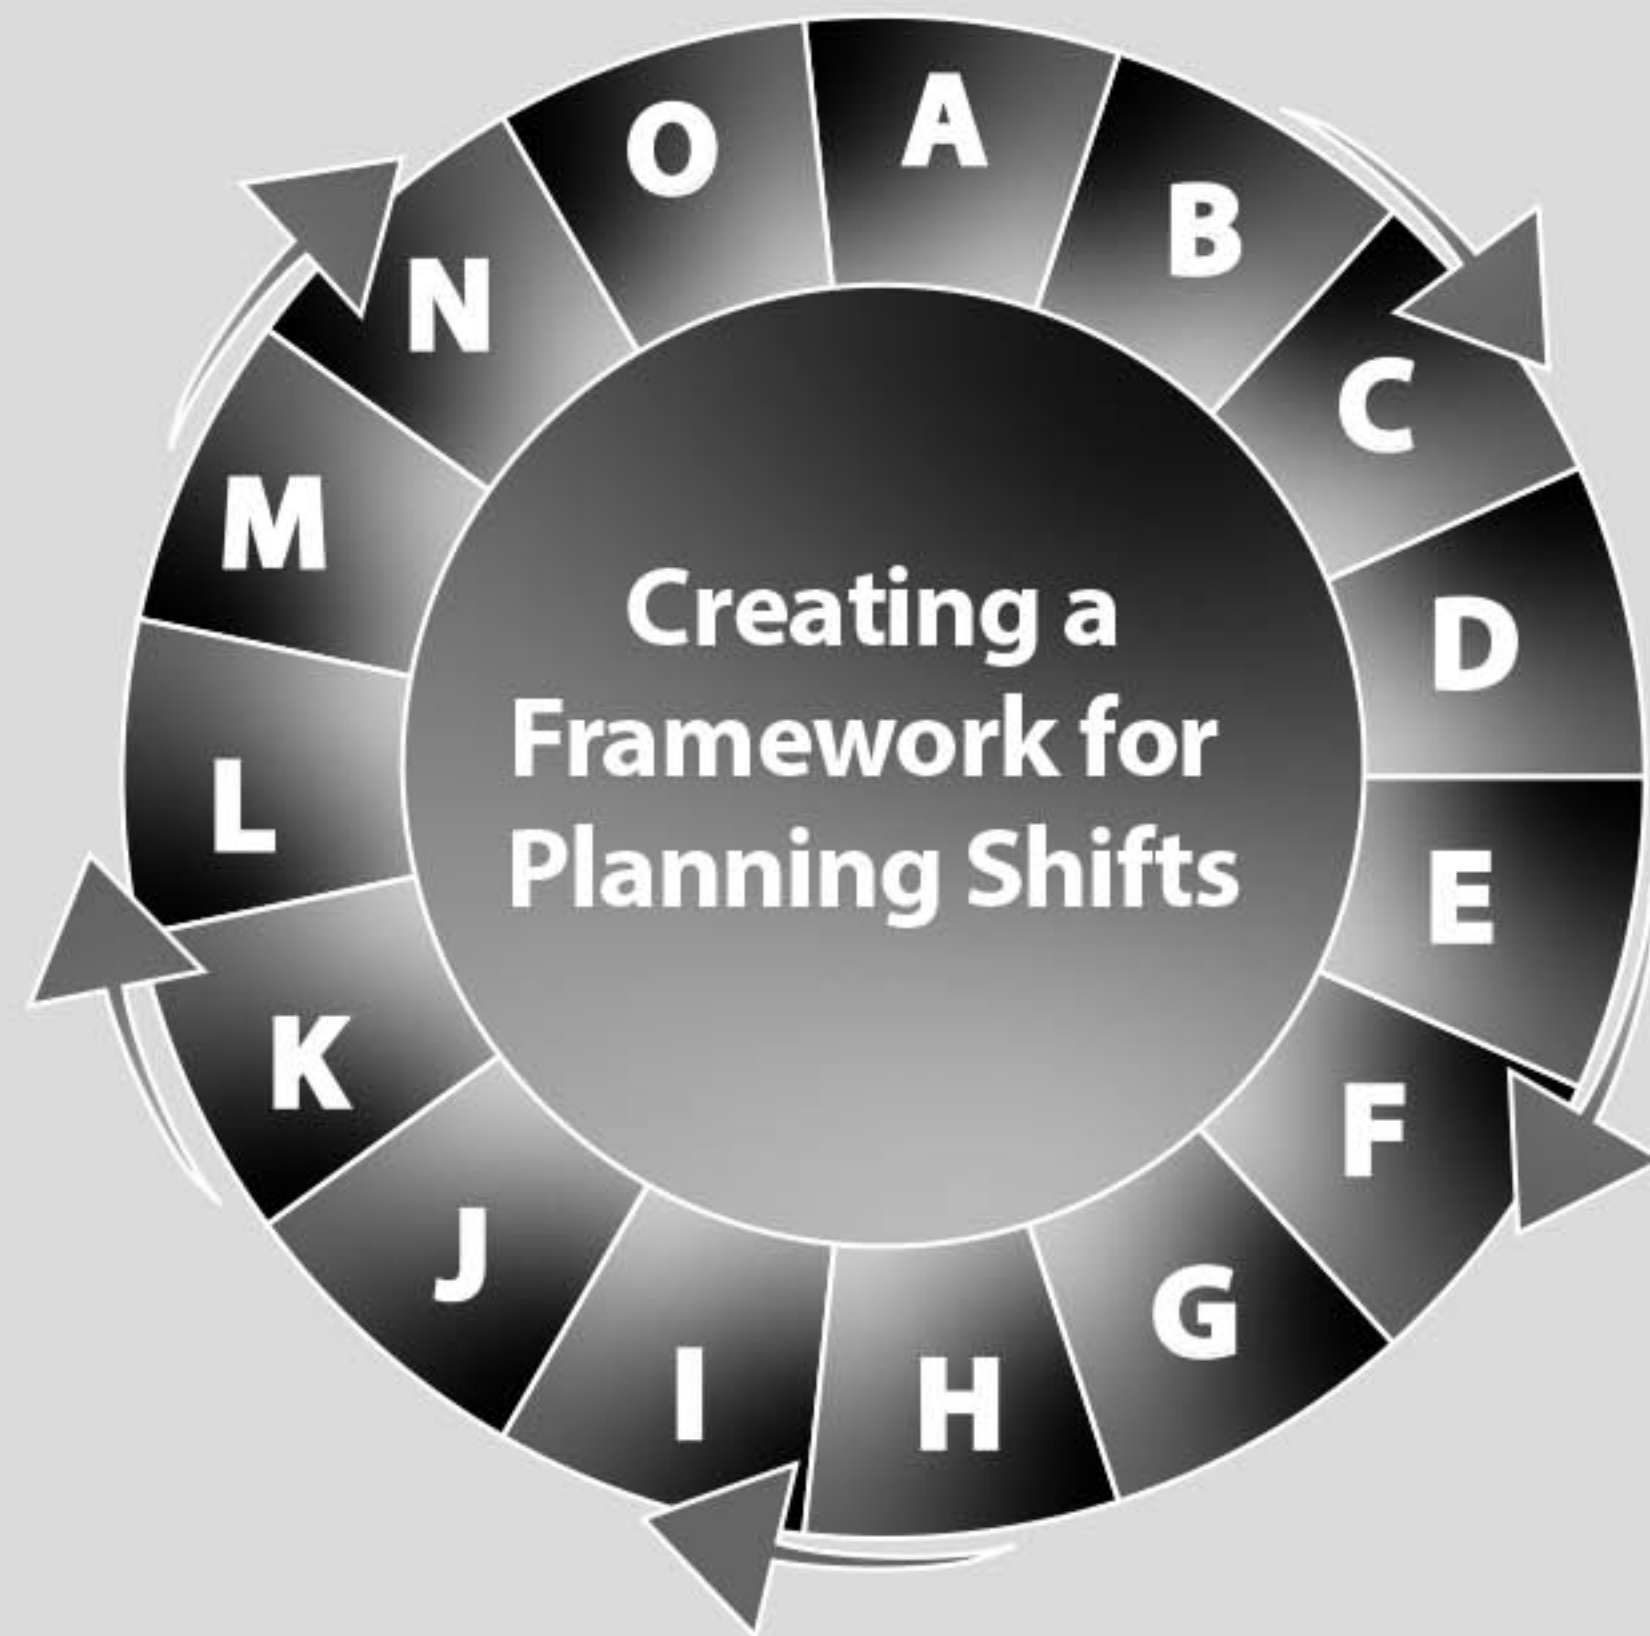 A
B
C
D
E
F
G
H
I
J
K
L
M
N
O
Creating a
Framework for
Planning Shifts